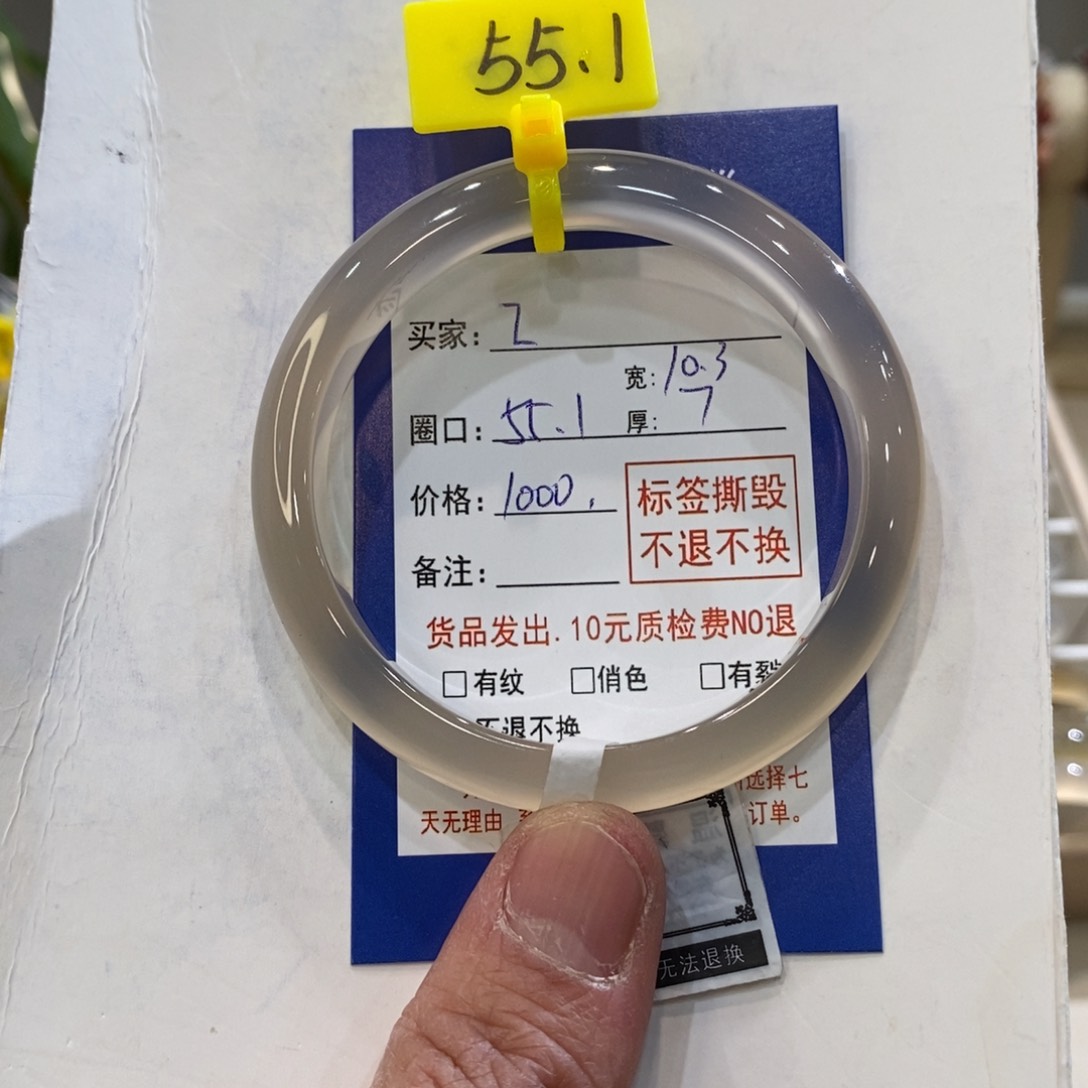 55.1
买家: Z
宽: 10.3
圈口: 55.1 厚: 7
价格: 1000.
标签撕毁
不退不换
备注:
货品发出.10元质检费NO退
□有纹 □俏色 □有裂
不退不换
选择七
天无理由 订单。
无法退换